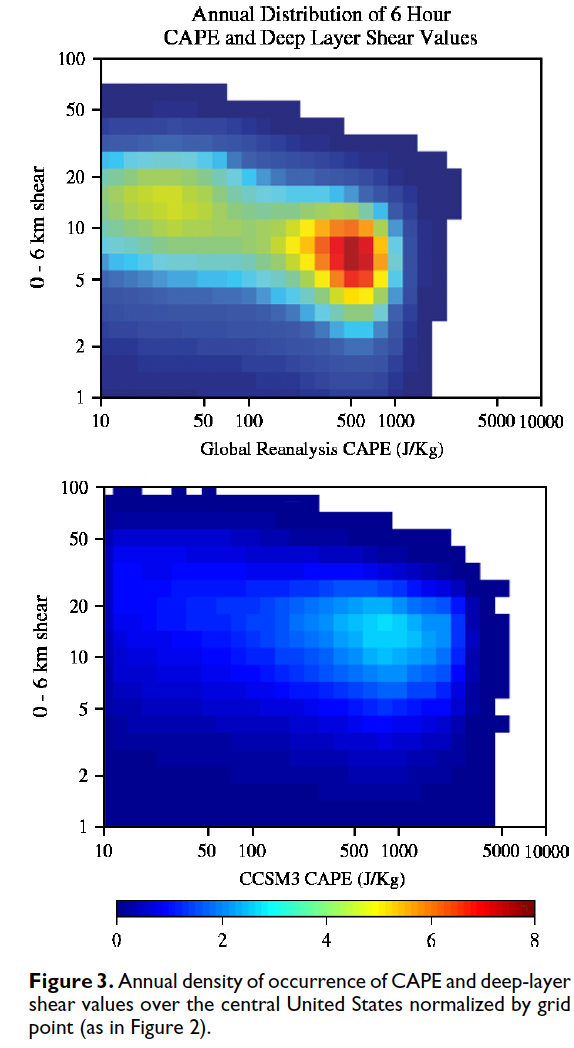 Annual Distribution of 6 Hour
CAPE and Deep Layer Shear Values
100
50
20
10
5
2
1
0 - 6 km shear
10 50 100 500 1000 5000 10000
Global Reanalysis CAPE (J/Kg)
100
50
20
10
5
2
1
0 - 6 km shear
10 50 100 500 1000 5000 10000
CCSM3 CAPE (J/Kg)
0 2 4 6 8
Figure 3. Annual density of occurrence of CAPE and deep-layer
shear values over the central United States normalized by grid
point (as in Figure 2).